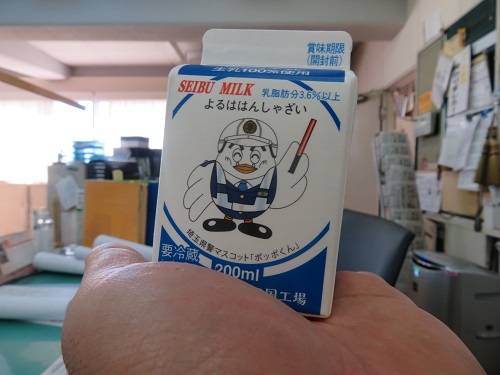 賞味期限
(開封前)
生乳100%使用
SEIBU MILK
乳脂肪分3.6%以上
よるははんしゃざい
埼玉県警マスコット「ポッポくん」
要冷蔵
200ml
工場